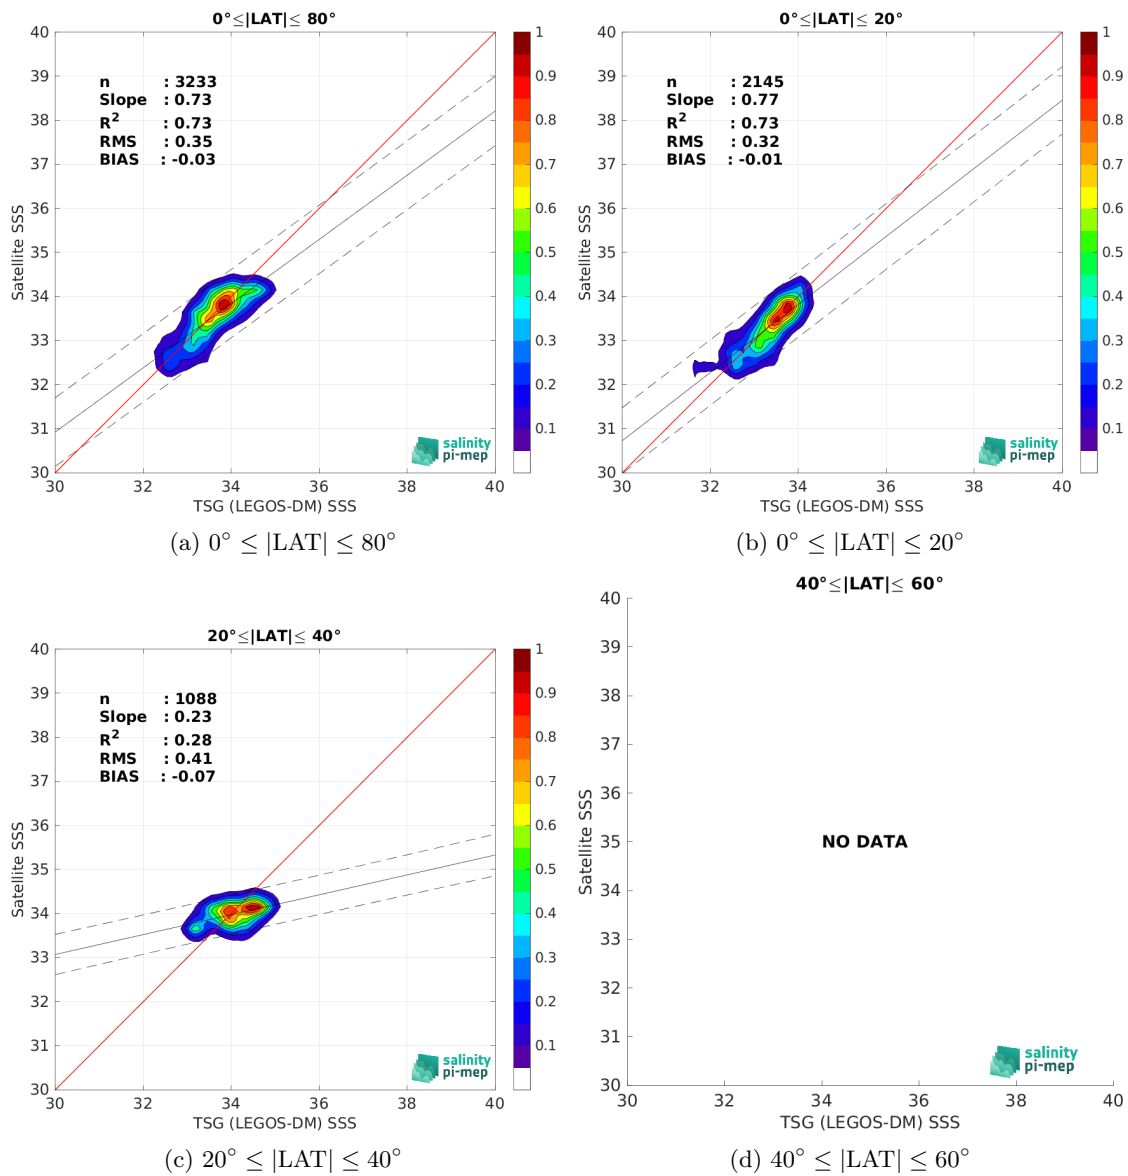 0°≤|LAT|≤ 80°
40
39
38
37
36
35
34
33
32
31
30
Satellite SSS
n : 3233
Slope : 0.73
R² : 0.73
RMS : 0.35
BIAS : -0.03
1
0.9
0.8
0.7
0.6
0.5
0.4
0.3
0.2
0.1
salinity
pi-mep
30 32 34 36 38 40
TSG (LEGOS-DM) SSS
(a) 0° ≤ |LAT| ≤ 80°
0°≤|LAT|≤ 20°
40
39
38
37
36
35
34
33
32
31
30
Satellite SSS
n : 2145
Slope : 0.77
R² : 0.73
RMS : 0.32
BIAS : -0.01
1
0.9
0.8
0.7
0.6
0.5
0.4
0.3
0.2
0.1
salinity
pi-mep
30 32 34 36 38 40
TSG (LEGOS-DM) SSS
(b) 0° ≤ |LAT| ≤ 20°
20°≤|LAT|≤ 40°
40
39
38
37
36
35
34
33
32
31
30
Satellite SSS
n : 1088
Slope : 0.23
R² : 0.28
RMS : 0.41
BIAS : -0.07
1
0.9
0.8
0.7
0.6
0.5
0.4
0.3
0.2
0.1
salinity
pi-mep
30 32 34 36 38 40
TSG (LEGOS-DM) SSS
(c) 20° ≤ |LAT| ≤ 40°
40°≤|LAT|≤ 60°
40
39
38
37
36
35
34
33
32
31
30
Satellite SSS
NO DATA
salinity
pi-mep
30 32 34 36 38 40
TSG (LEGOS-DM) SSS
(d) 40° ≤ |LAT| ≤ 60°